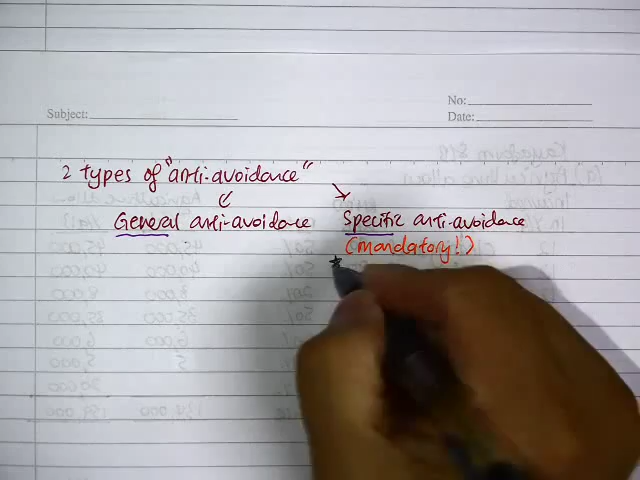 No:
Subject:
Date:
2 types of "anti-avoidance"
General anti-avoidance Specific anti-avoidance
(mandatory!!)
*